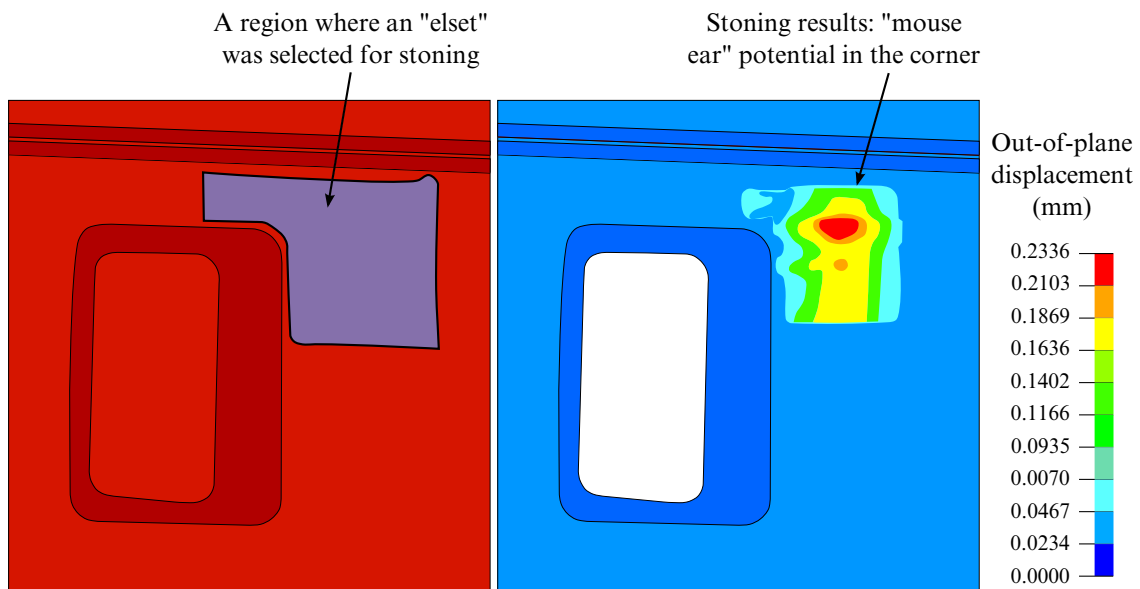 A region where an "elset"
was selected for stoning
Stoning results: "mouse
ear" potential in the corner
Out-of-plane
displacement
(mm)
0.2336
0.2103
0.1869
0.1636
0.1402
0.1166
0.0935
0.0070
0.0467
0.0234
0.0000